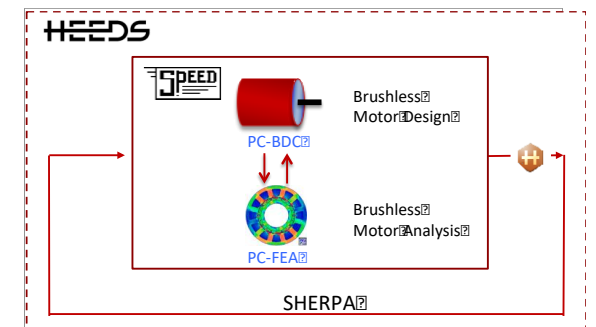 HEEDS
SPEED
Brushless⍰
Motor⍰Design⍰
PC-BDC⍰
H
Brushless⍰
Motor⍰Analysis⍰
PC-FEA⍰
SHERPA⍰